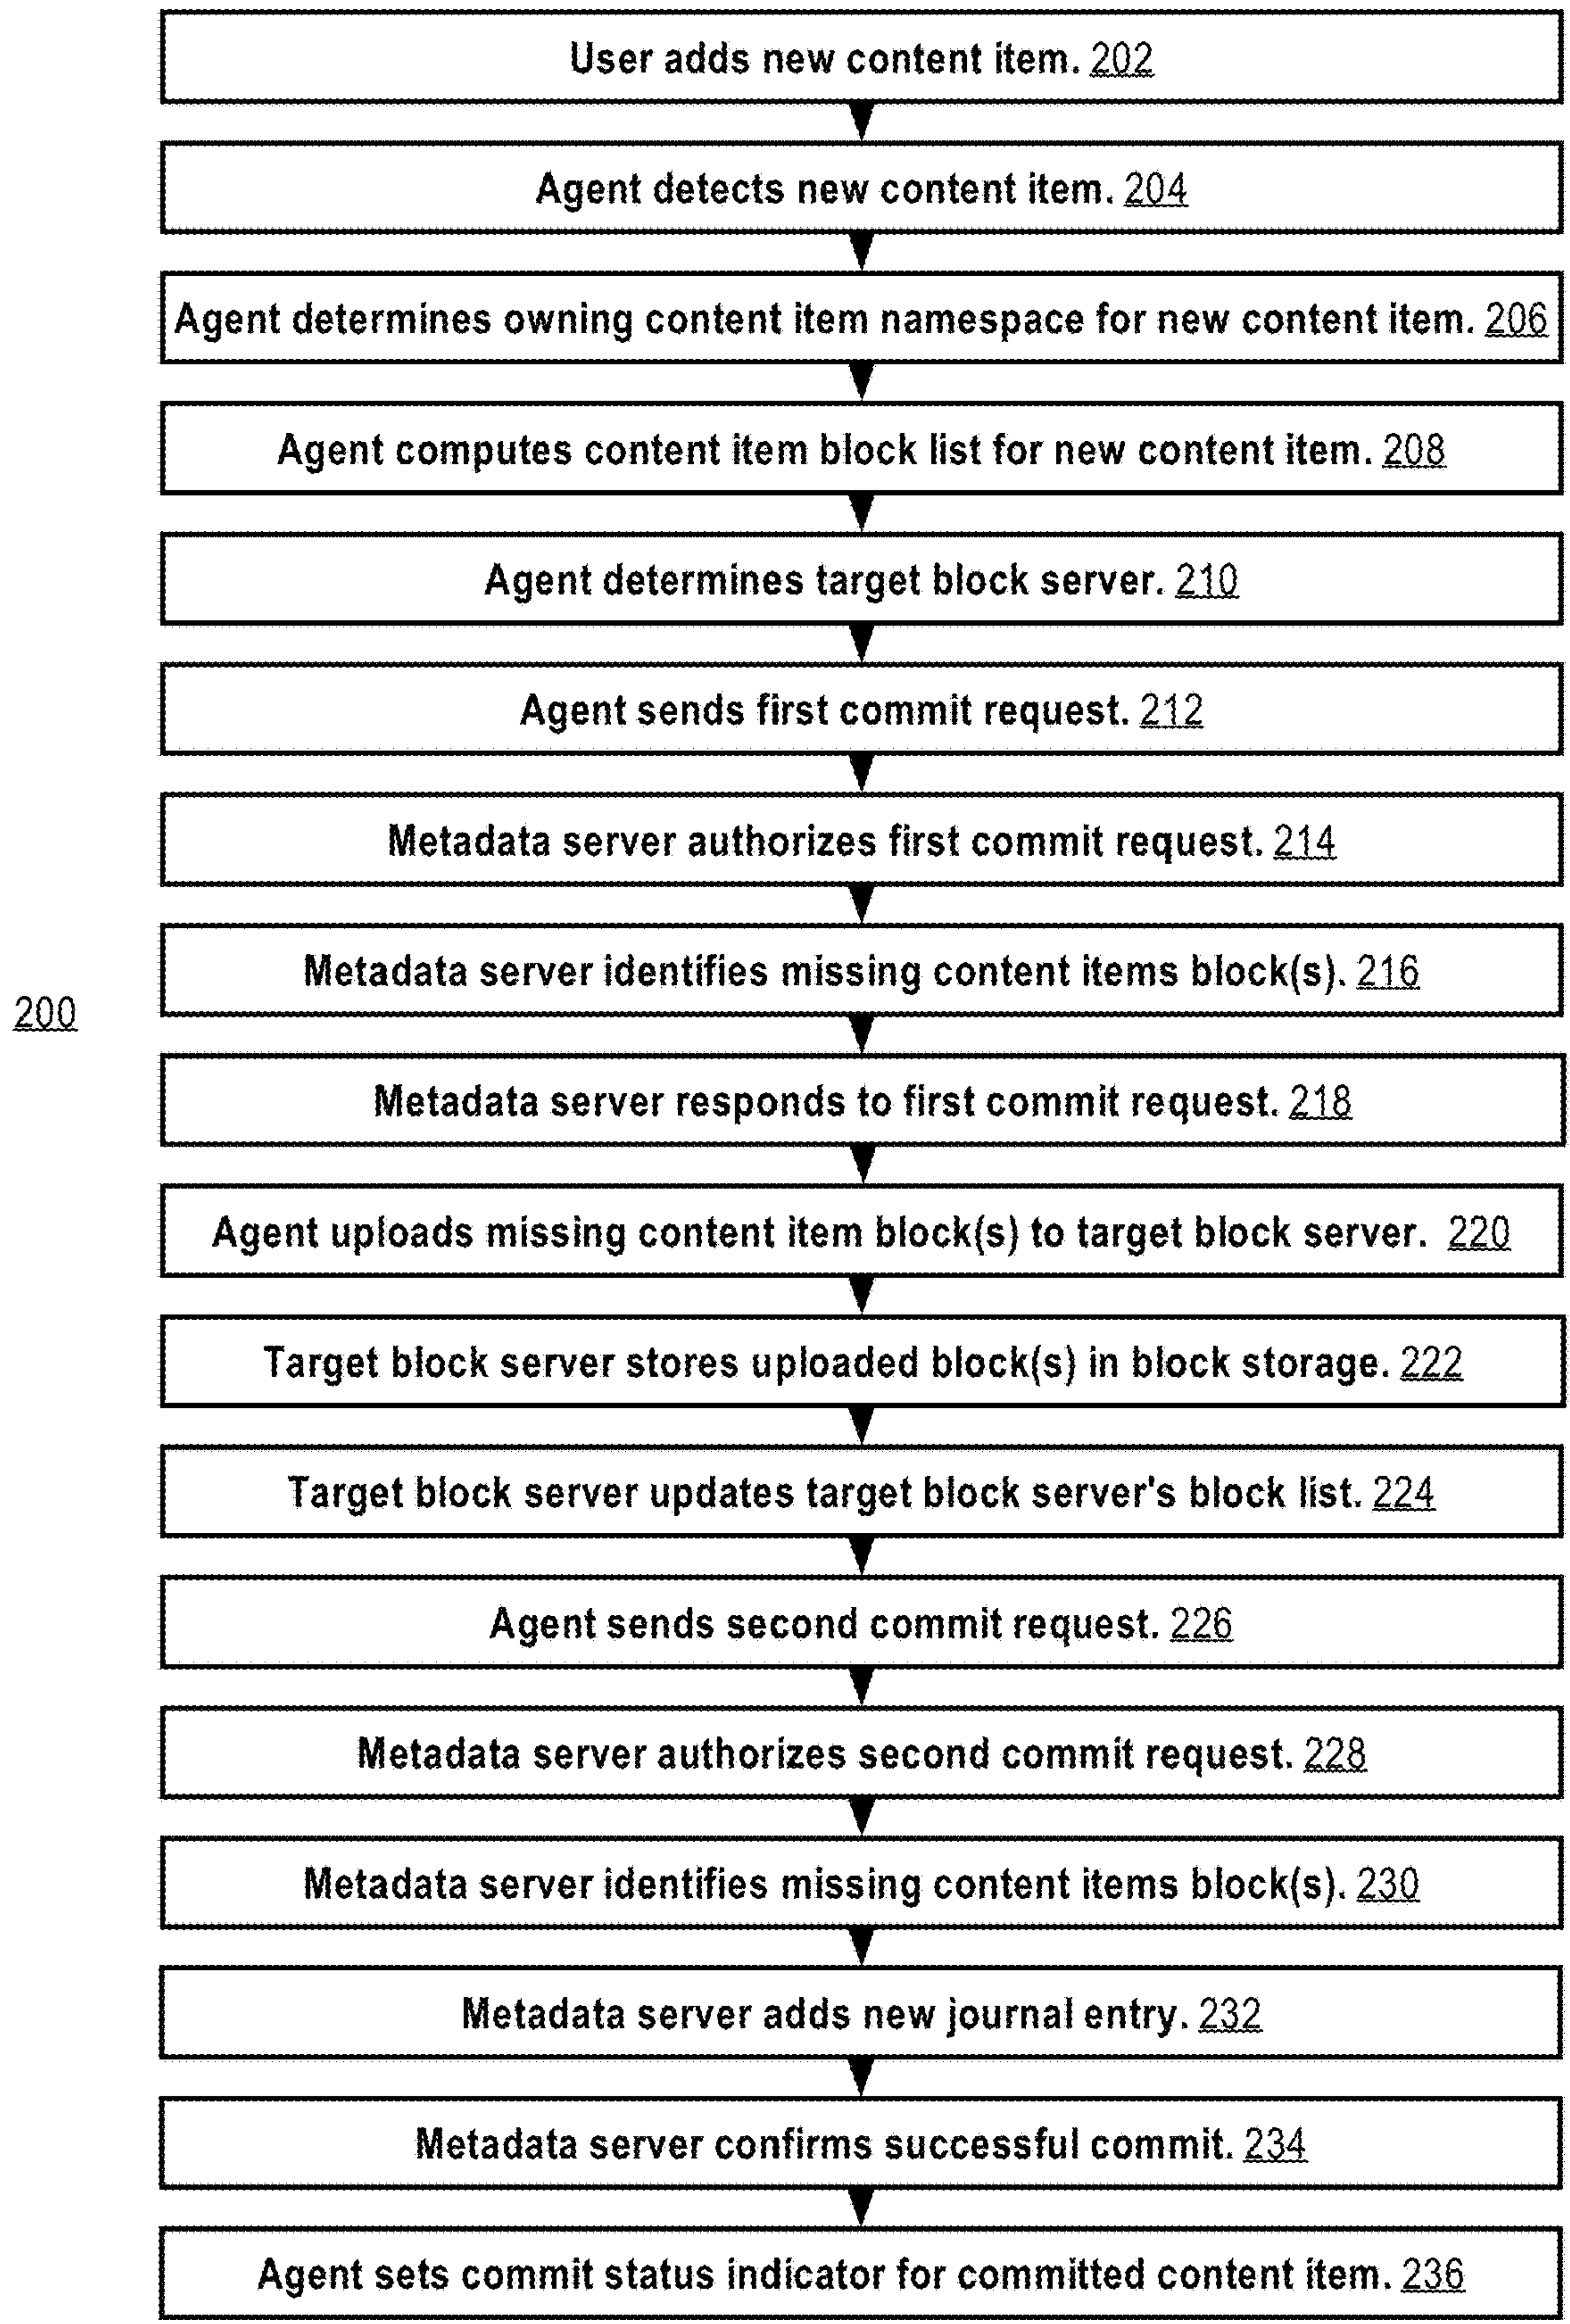 User adds new content item. 202
Agent detects new content item. 204
Agent determines owning content item namespace for new content item. 206
Agent computes content item block list for new content item. 208
Agent determines target block server. 210
Agent sends first commit request. 212
Metadata server authorizes first commit request. 214
Metadata server identifies missing content items block(s). 216
200
Metadata server responds to first commit request. 218
Agent uploads missing content item block(s) to target block server. 220
Target block server stores uploaded block(s) in block storage. 222
Target block server updates target block server's block list. 224
Agent sends second commit request. 226
Metadata server authorizes second commit request. 228
Metadata server identifies missing content items block(s). 230
Metadata server adds new journal entry. 232
Metadata server confirms successful commit. 234
Agent sets commit status indicator for committed content item. 236